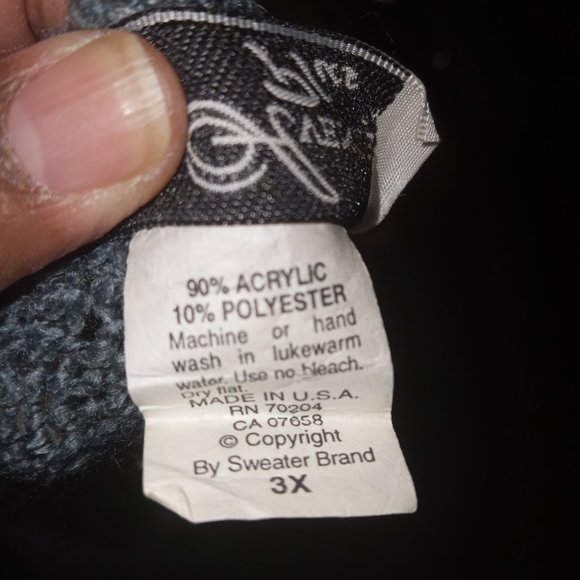 90% ACRYLIC
10% POLYESTER
Machine or hand
wash in lukewarm
water. Use no bleach.
Dry flat.
MADE IN U.S.A.
RN 70204
CA 07658
© Copyright
By Sweater Brand
3X